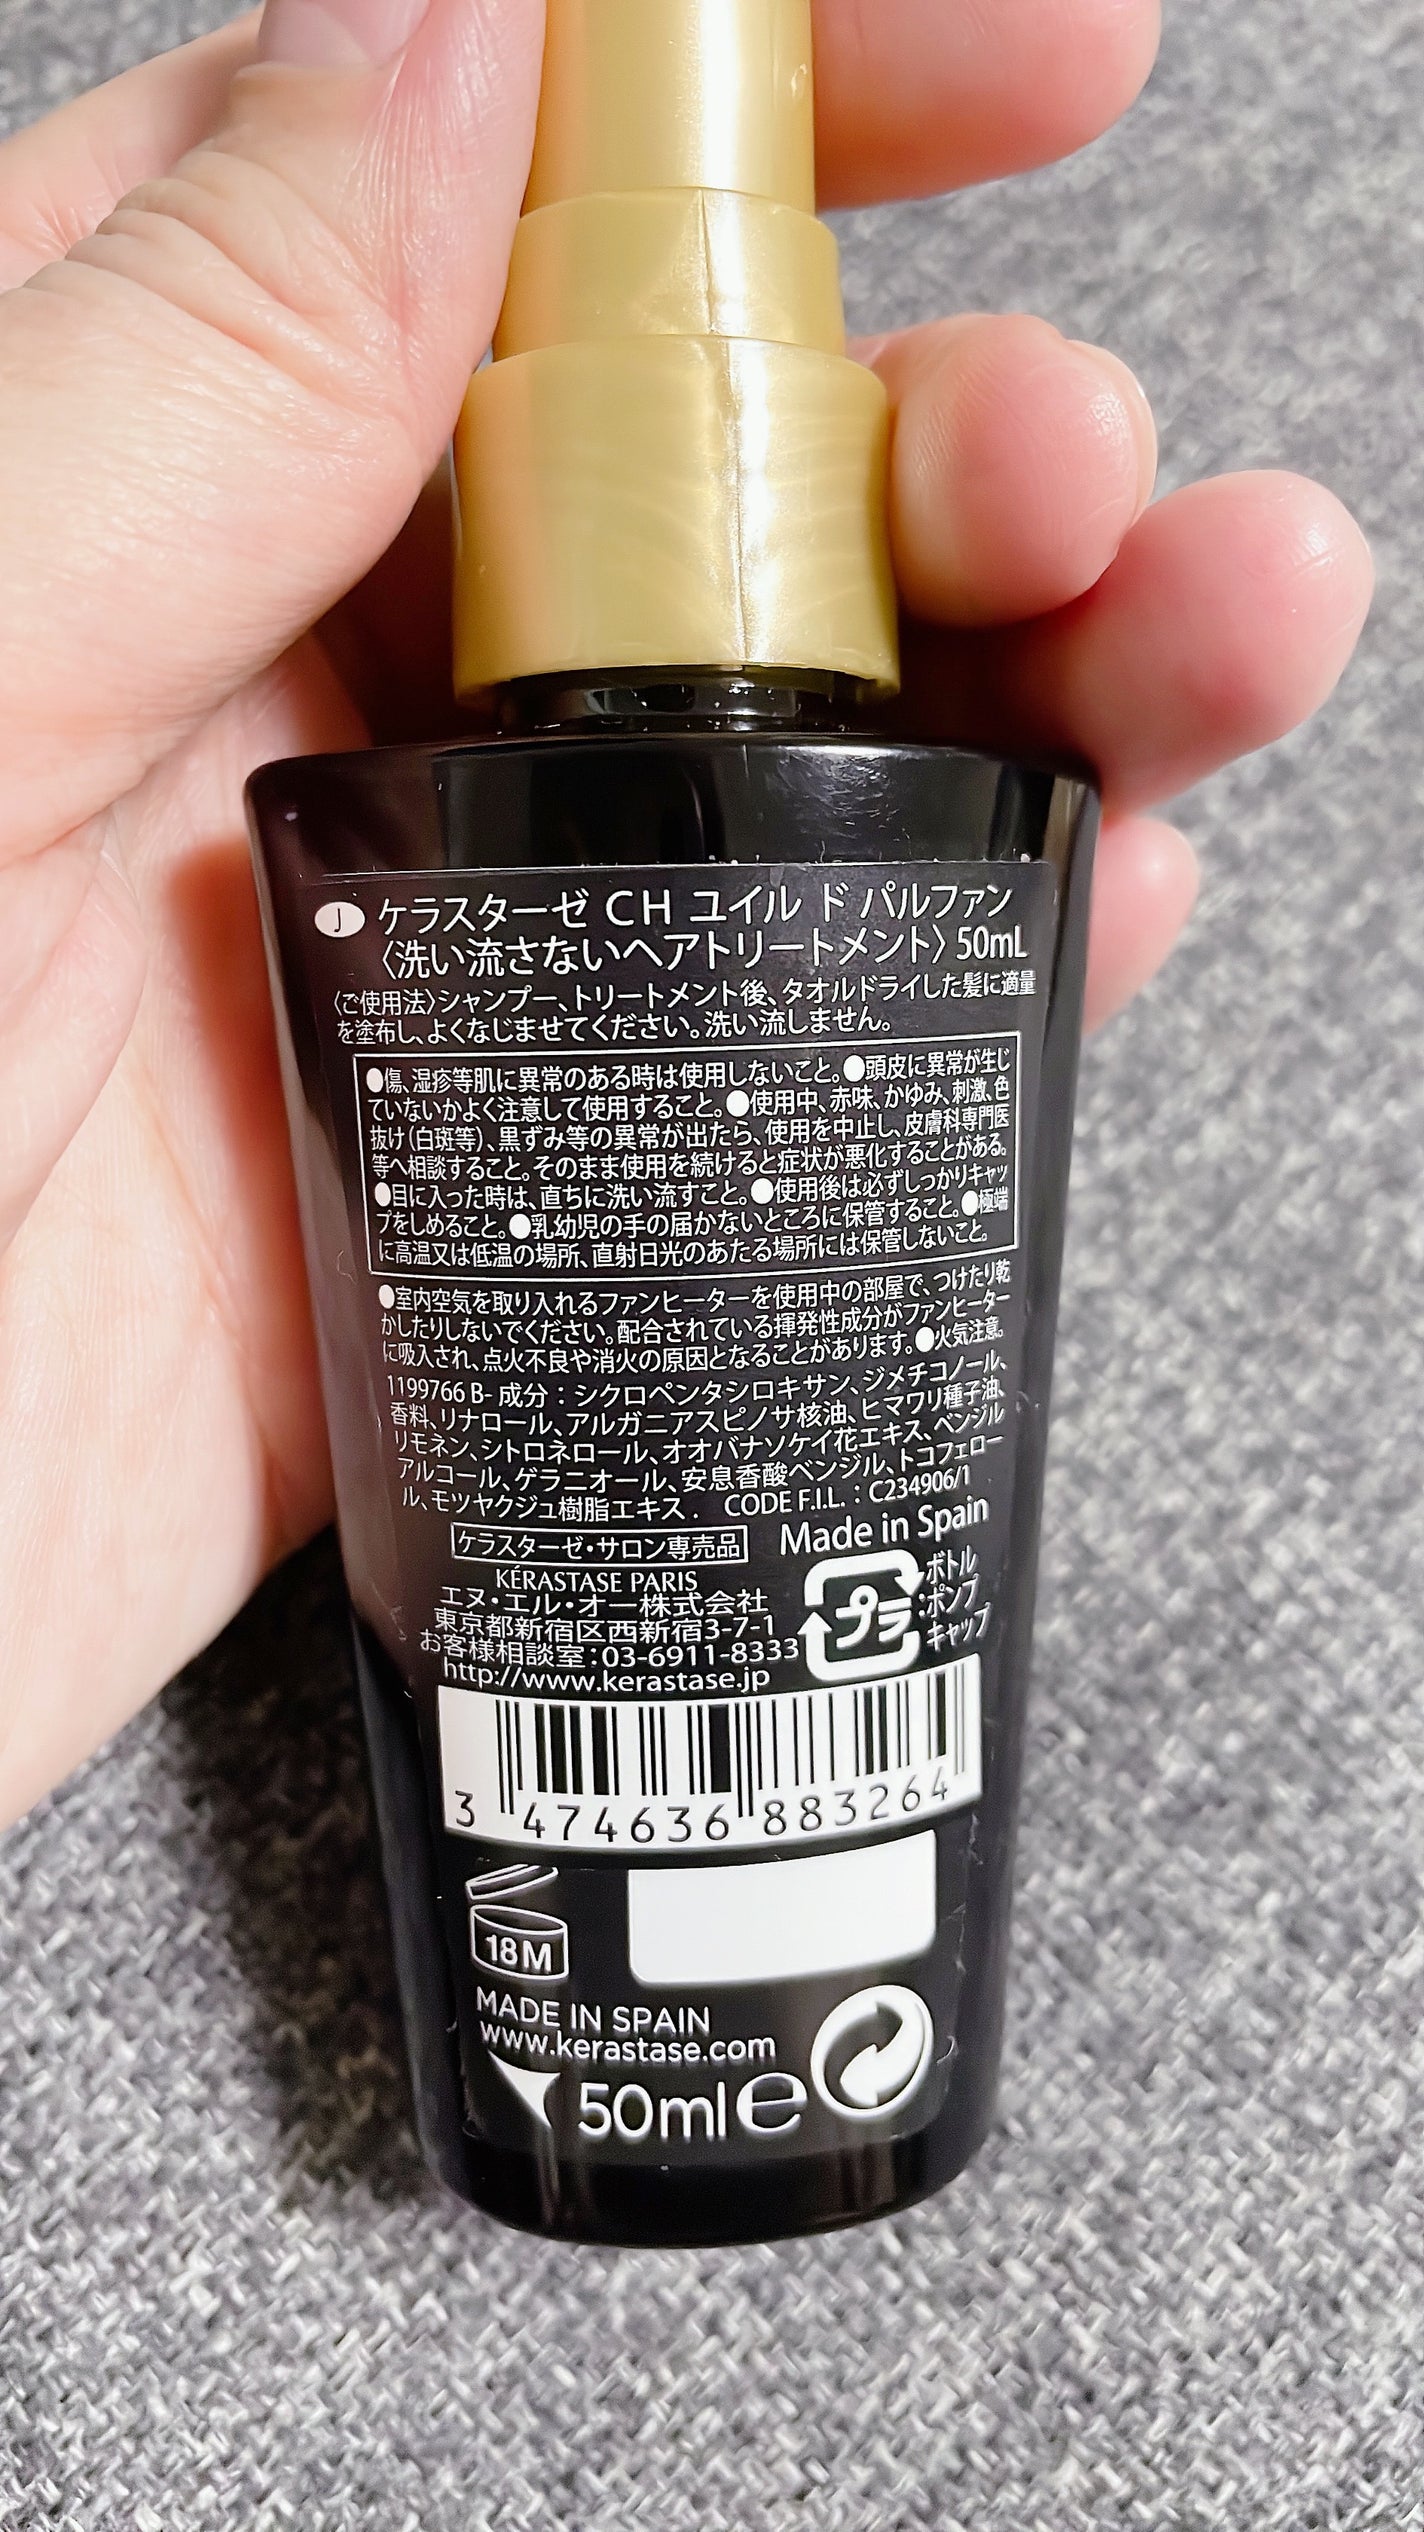 J ケラスターゼ CH ユイル ド パルファン
〈洗い流さないヘアトリートメント〉50mL
〈ご使用法〉シャンプー、トリートメント後、タオルドライした髪に適量
を塗布し、よくなじませてください。洗い流しません。
●傷、湿疹等肌に異常のある時は使用しないこと。●頭皮に異常が生じ
ていないかよく注意して使用すること。●使用中、赤味、かゆみ、刺激、色
抜け(白斑等)、黒ずみ等の異常が出たら、使用を中止し、皮膚科専門医
等へ相談すること。そのまま使用を続けると症状が悪化することがある。
●目に入った時は、直ちに洗い流すこと。●使用後は必ずしっかりキャッ
プをしめること。●乳幼児の手の届かないところに保管すること。●極端
に高温又は低温の場所、直射日光のあたる場所には保管しないこと。
●室内空気を取り入れるファンヒーターを使用中の部屋で、つけたり乾
かしたりしないでください。配合されている揮発性成分がファンヒーター
に吸入され、点火不良や消火の原因となることがあります。●火気注意。
1199766 B- 成分：シクロペンタシロキサン、ジメチコノール、
香料、リナロール、アルガニアスピノサ核油、ヒマワリ種子油、
リモネン、シトロネロール、オオバナソケイ花エキス、ベンジル
アルコール、ゲラニオール、安息香酸ベンジル、トコフェロー
ル、モツヤクジュ樹脂エキス． CODE F.I.L.：C234906/1
ケラスターゼ・サロン専売品 Made in Spain
KÉRASTASE PARIS
エヌ・エル・オー株式会社
東京都新宿区西新宿3-7-1
お客様相談室：03-6911-8333
http://www.kerastase.jp
プラ
ボトル
:ポンプ
キャップ
3 474636 883264
18M
MADE IN SPAIN
www.kerastase.com
50ml e